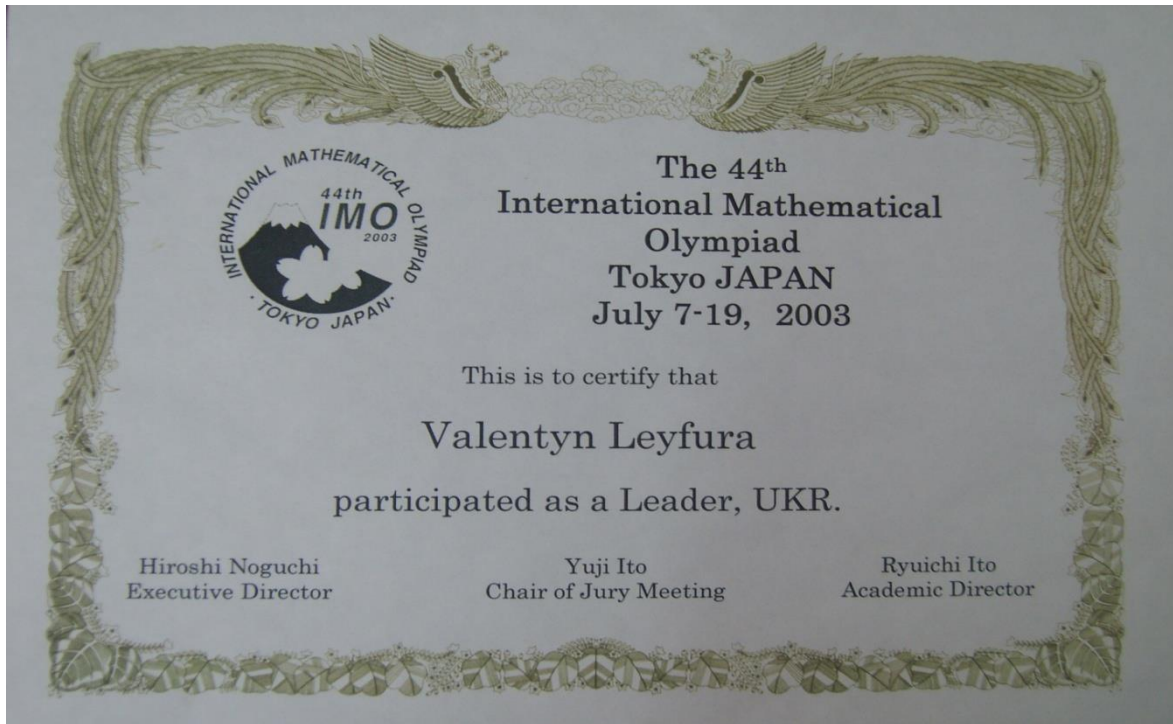 INTERNATIONAL MATHEMATICAL OLYMPIAD
44th
IMO
2003
· TOKYO JAPAN ·
The 44th
International Mathematical
Olympiad
Tokyo JAPAN
July 7-19, 2003
This is to certify that
Valentyn Leyfura
participated as a Leader, UKR.
Hiroshi Noguchi
Executive Director
Yuji Ito
Chair of Jury Meeting
Ryuichi Ito
Academic Director